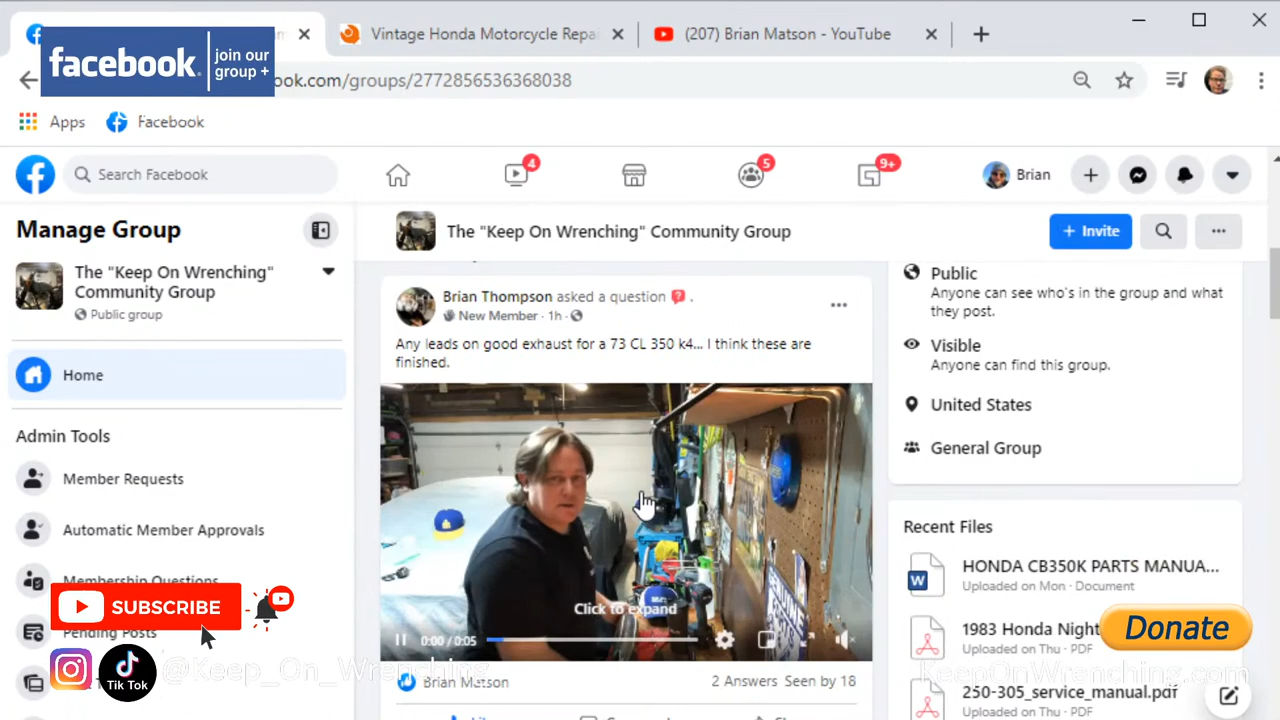 Vintage Honda Motorcycle Repai
(207) Brian Matson - YouTube
facebook
join our
group +
ook.com/groups/2772856536368038
Apps
Facebook
Search Facebook
4
5
9+
Brian
Manage Group
The "Keep On Wrenching"
Community Group
Public group
Home
Admin Tools
Member Requests
Automatic Member Approvals
Membership Questions
Pending Posts
SUBSCRIBE
Tik Tok
@Keep_On_Wrenching
The "Keep On Wrenching" Community Group
+ Invite
Brian Thompson asked a question .
New Member · 1h ·
Any leads on good exhaust for a 73 CL 350 k4... I think these are
finished.
Click to expand
0:00 / 0:05
Brian Matson
2 Answers Seen by 18
Public
Anyone can see who's in the group and what
they post.
Visible
Anyone can find this group.
United States
General Group
Recent Files
HONDA CB350K PARTS MANUA...
Uploaded on Mon · Document
1983 Honda Night
Uploaded on Thu · PDF
Donate
KeepOnWrenching.com
250-305_service_manual.pdf
Uploaded on Thu · PDF